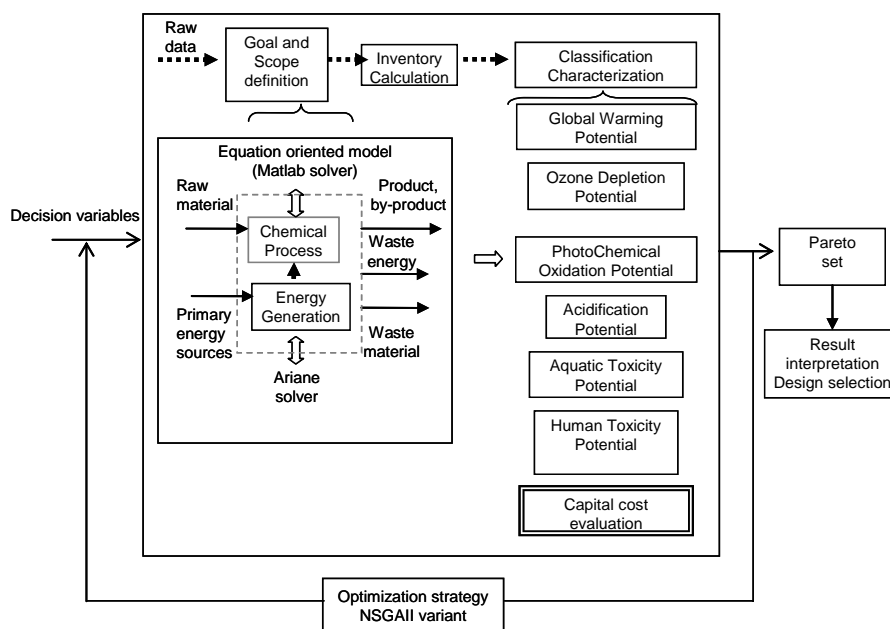 Raw
data
Goal and
Scope
definition
Inventory
Calculation
Classification
Characterization
Global Warming
Potential
Equation oriented model
(Matlab solver)
Ozone Depletion
Potential
Raw
material
Product,
by-product
Decision variables
Chemical
Process
Waste
energy
PhotoChemical
Oxidation Potential
Pareto
set
Energy
Generation
Acidification
Potential
Primary
energy
sources
Waste
material
Result
interpretation
Design selection
Ariane
solver
Aquatic Toxicity
Potential
Human Toxicity
Potential
Capital cost
evaluation
Optimization strategy
NSGAII variant